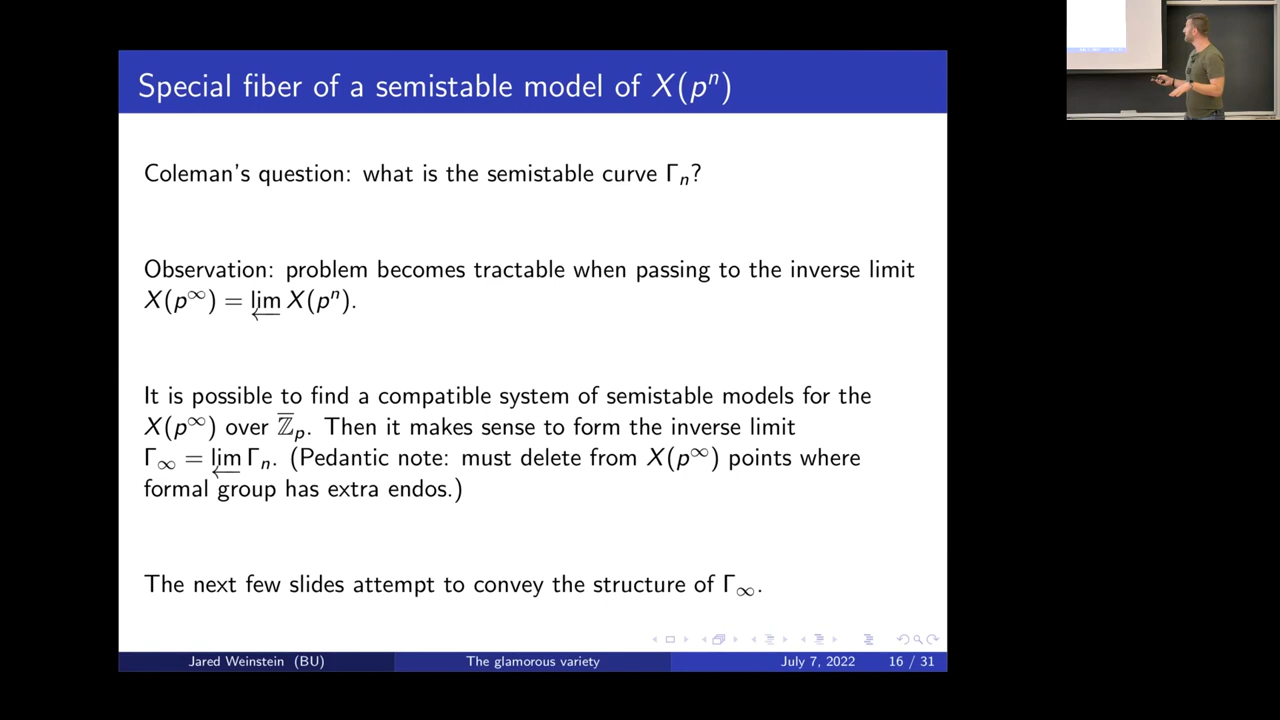 Special fiber of a semistable model of X(pⁿ)
Coleman's question: what is the semistable curve Γₙ?
Observation: problem becomes tractable when passing to the inverse limit
X(p^∞) = lim← X(pⁿ).
It is possible to find a compatible system of semistable models for the
X(p^∞) over Z̅ₚ. Then it makes sense to form the inverse limit
Γ_∞ = lim← Γₙ. (Pedantic note: must delete from X(p^∞) points where
formal group has extra endos.)
The next few slides attempt to convey the structure of Γ_∞.
Jared Weinstein (BU) The glamorous variety July 7, 2022 16 / 31